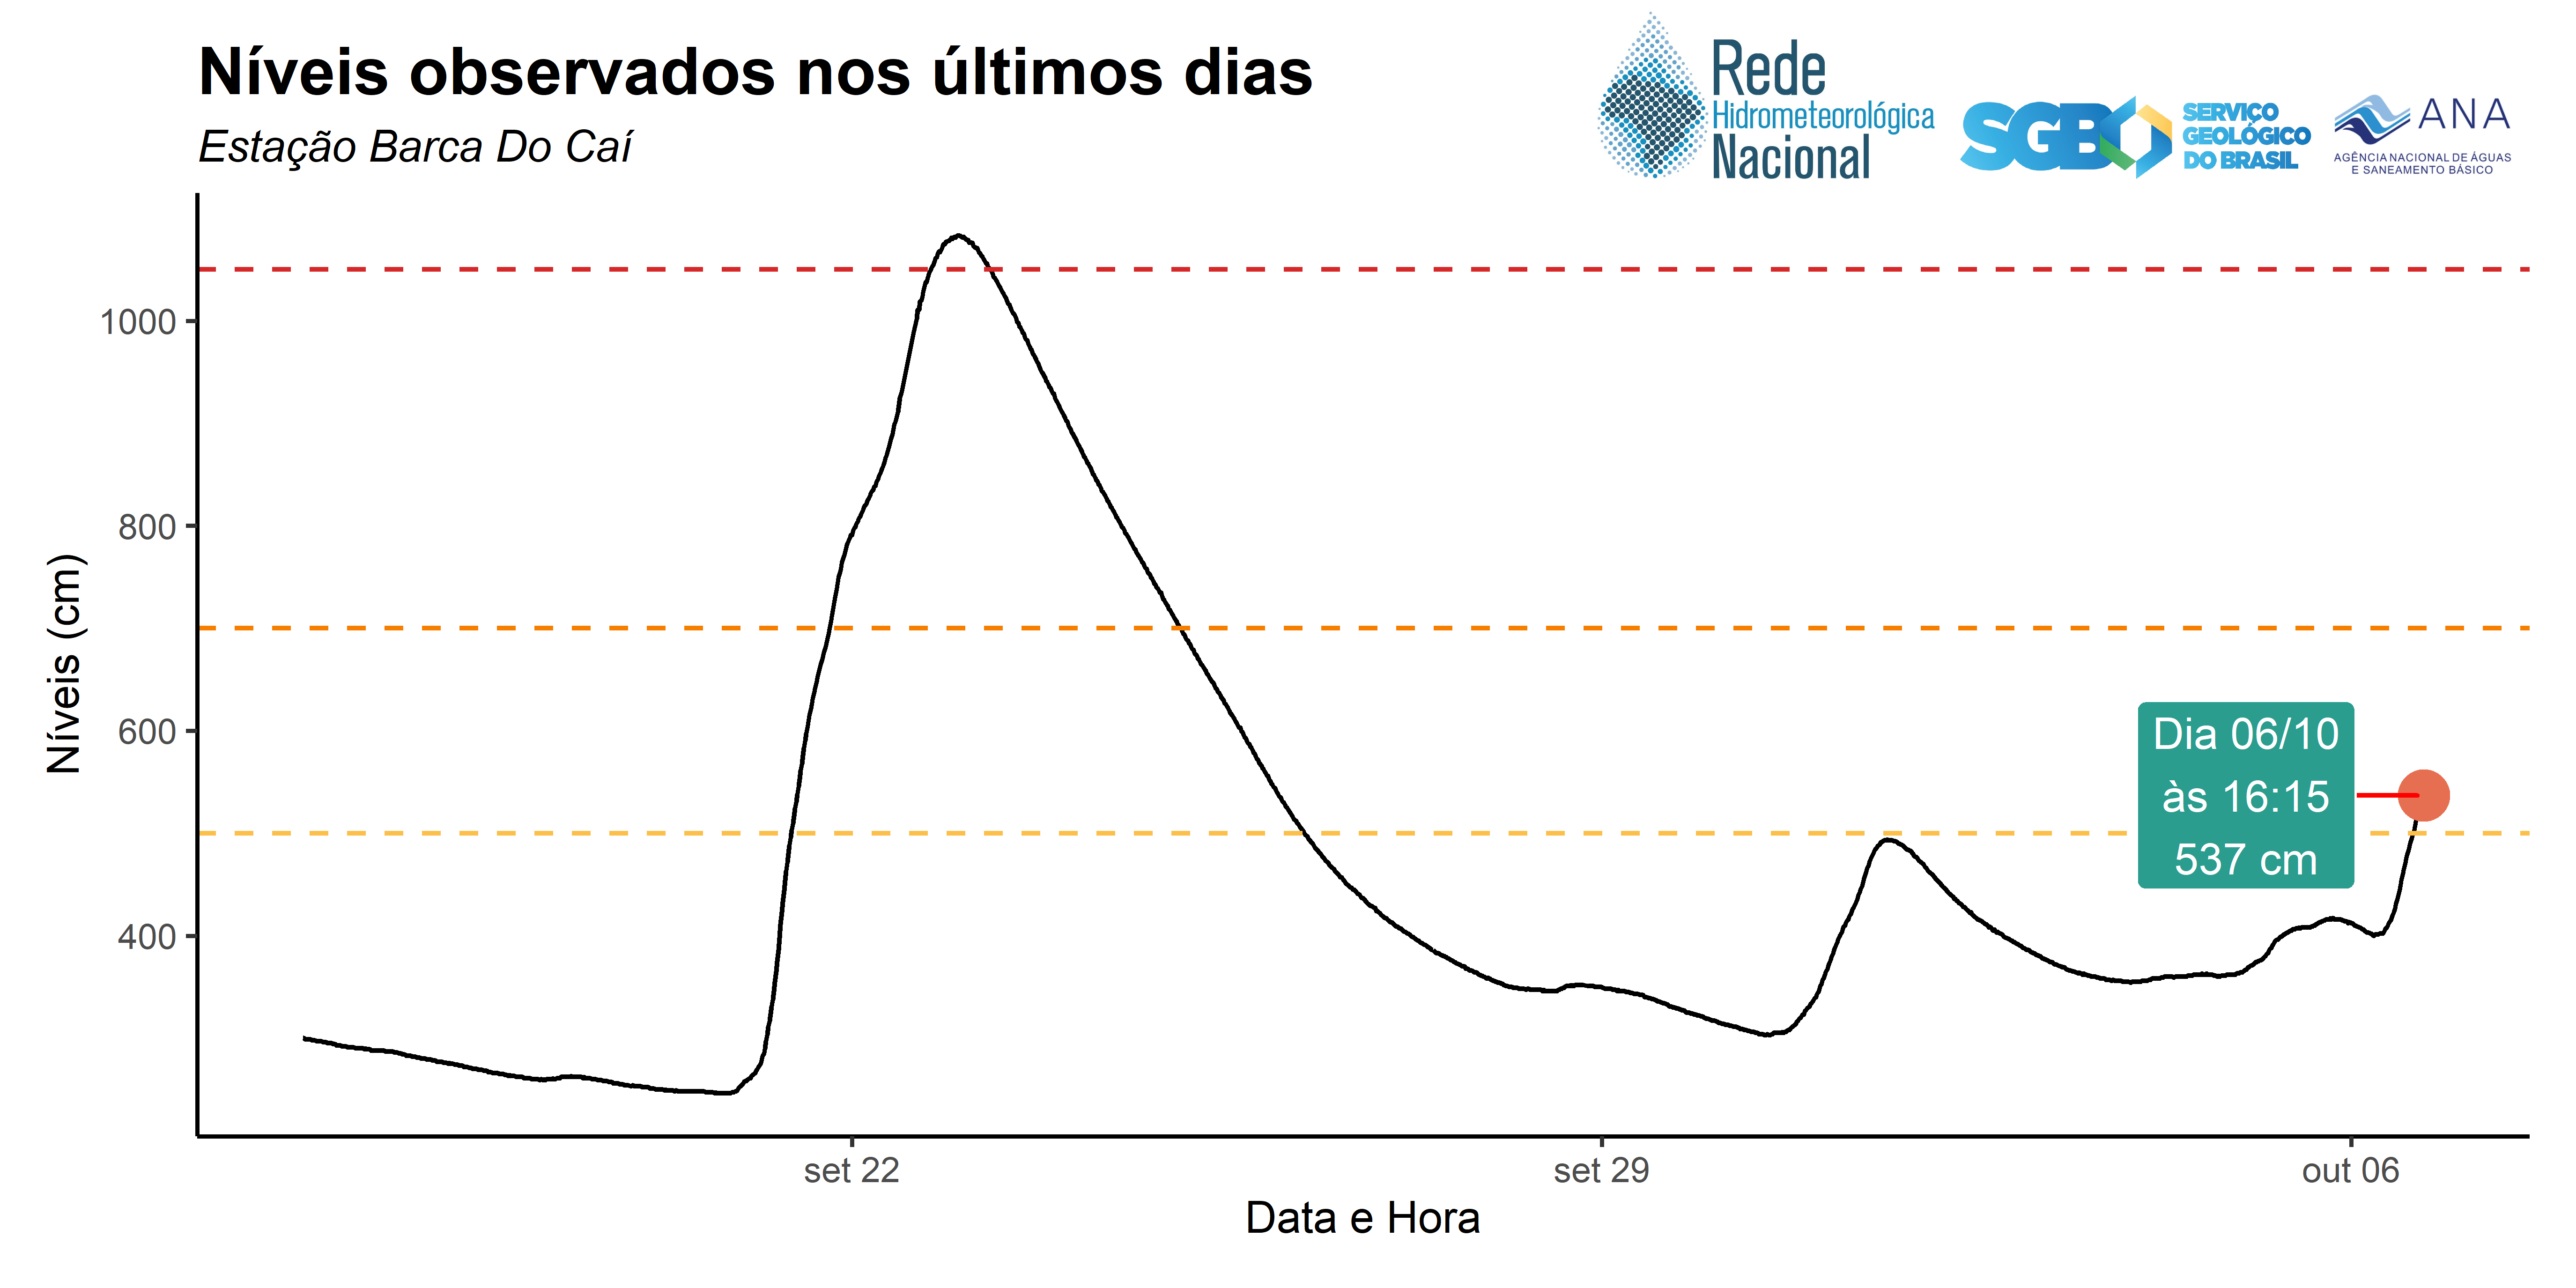 Níveis observados nos últimos dias
Estação Barca Do Caí
Rede
Hidrometeorológica
Nacional
SGB
SERVIÇO
GEOLÓGICO
DO BRASIL
ANA
AGÊNCIA NACIONAL DE ÁGUAS
E SANEAMENTO BÁSICO
Níveis (cm)
1000
800
600
400
Dia 06/10
às 16:15
537 cm
set 22
set 29
out 06
Data e Hora